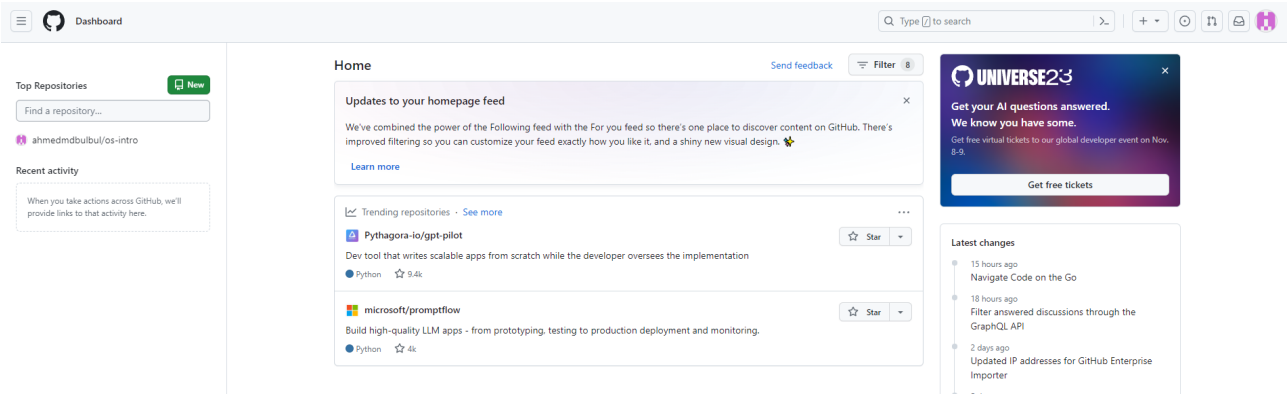 Dashboard
Type / to search
Top Repositories
New
Find a repository...
ahmedmdbulbul/os-intro
Recent activity
When you take actions across GitHub, we'll
provide links to that activity here.
Home
Send feedback
Filter 8
Updates to your homepage feed
We've combined the power of the Following feed with the For you feed so there's one place to discover content on GitHub. There's
improved filtering so you can customize your feed exactly how you like it, and a shiny new visual design. ✨
Learn more
Trending repositories · See more
Pythagora-io/gpt-pilot
Star
Dev tool that writes scalable apps from scratch while the developer oversees the implementation
Python 9.4k
microsoft/promptflow
Star
Build high-quality LLM apps - from prototyping, testing to production deployment and monitoring.
Python 4k
UNIVERSE23
Get your AI questions answered.
We know you have some.
Get free virtual tickets to our global developer event on Nov.
8-9.
Get free tickets
Latest changes
15 hours ago
Navigate Code on the Go
18 hours ago
Filter answered discussions through the
GraphQL API
2 days ago
Updated IP addresses for GitHub Enterprise
Importer